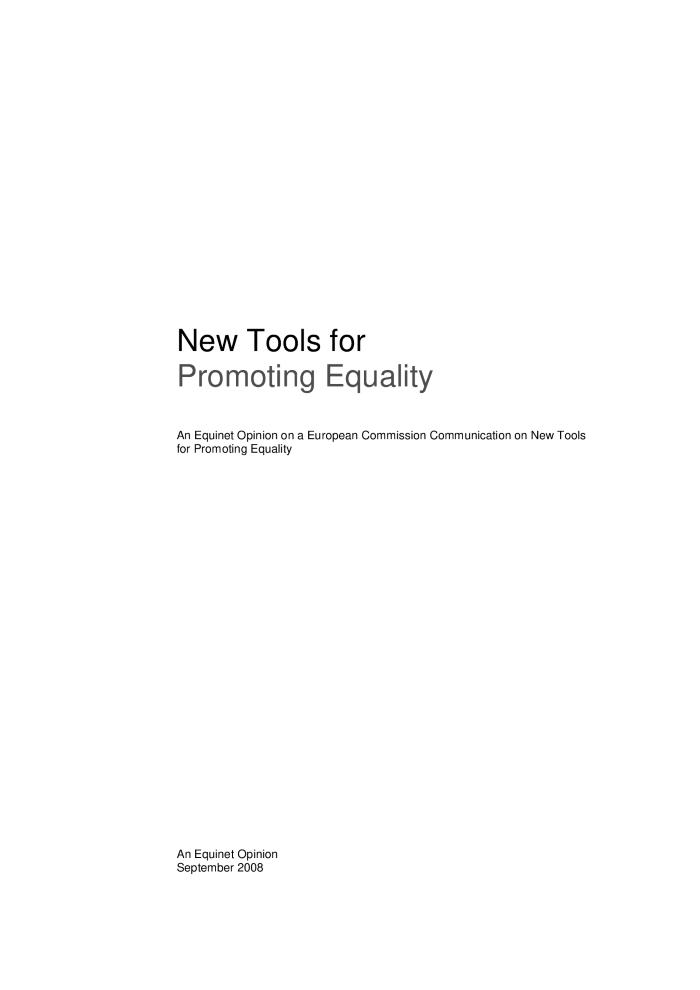 New Tools for
Promoting Equality
An Equinet Opinion on a European Commission Communication on New Tools
for Promoting Equality
An Equinet Opinion
September 2008